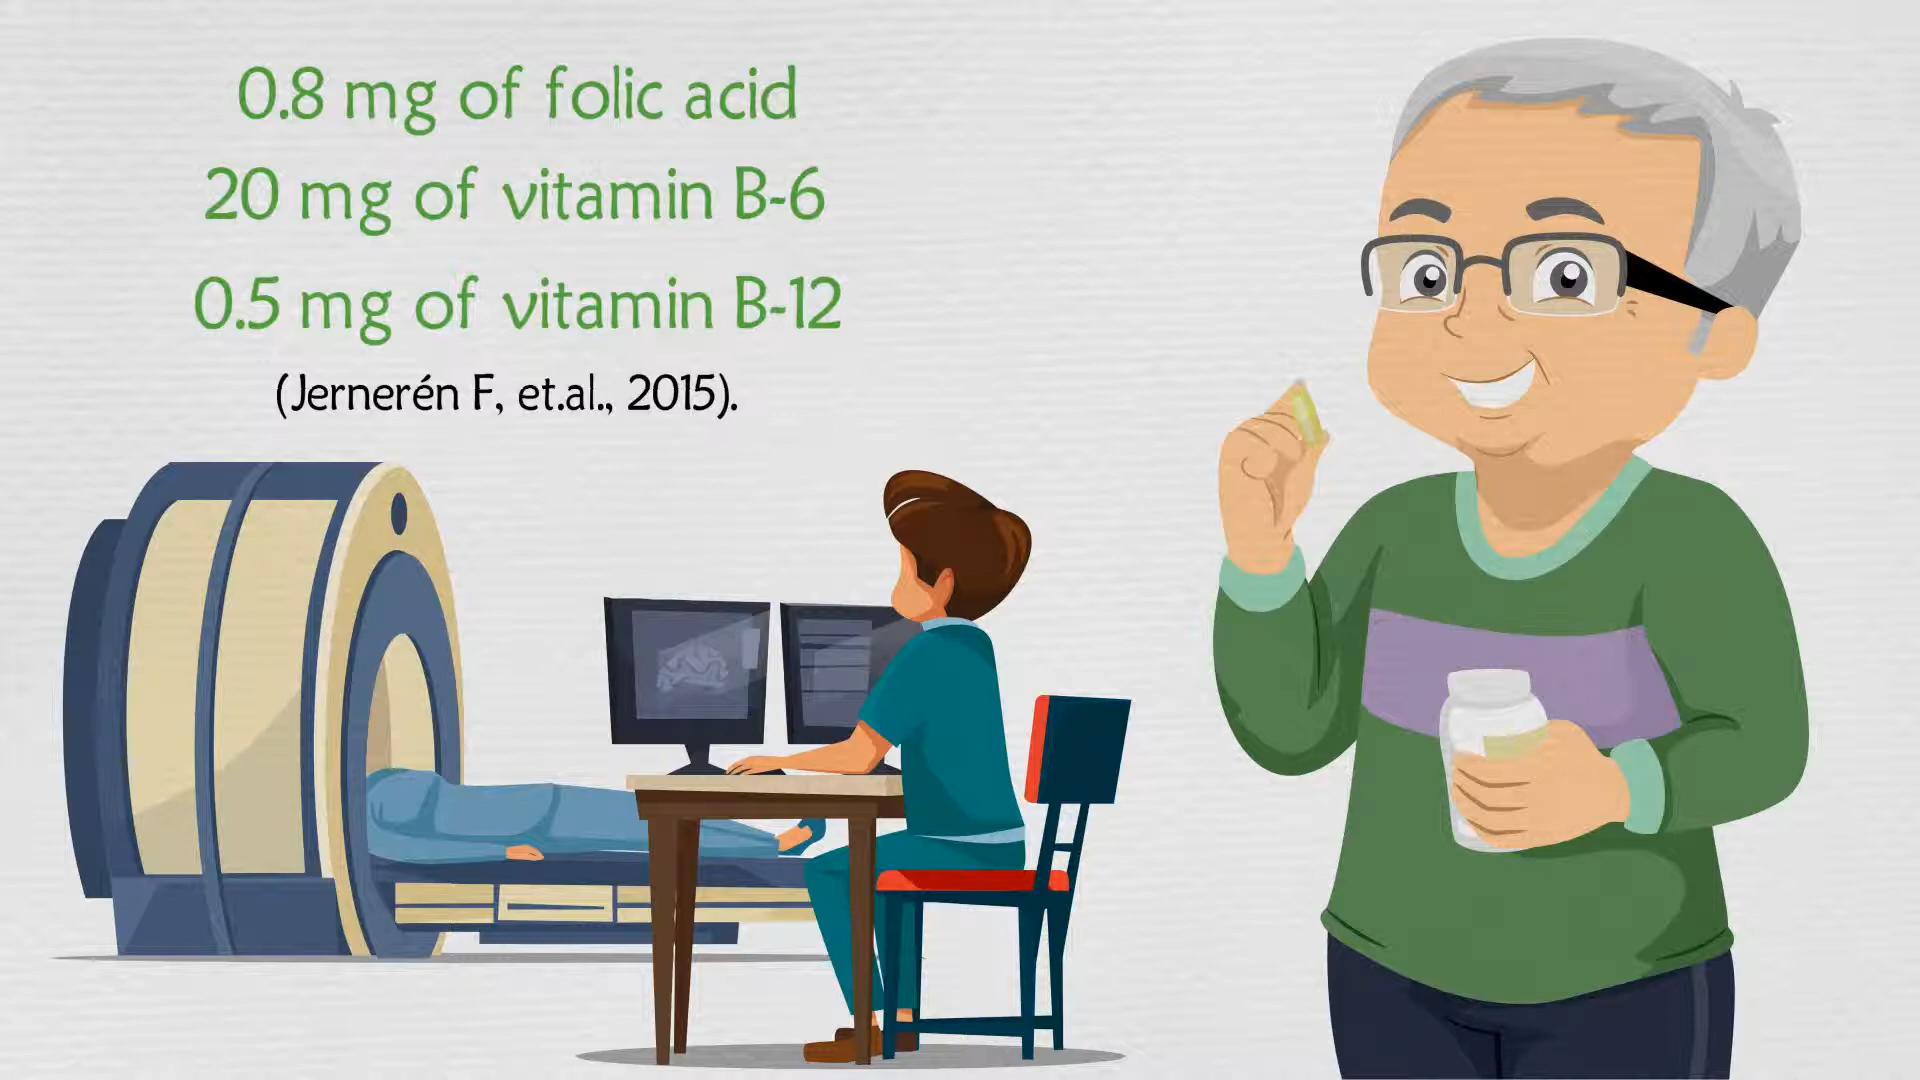 0.8 mg of folic acid
20 mg of vitamin B-6
0.5 mg of vitamin B-12
(Jernerén F, et.al., 2015).